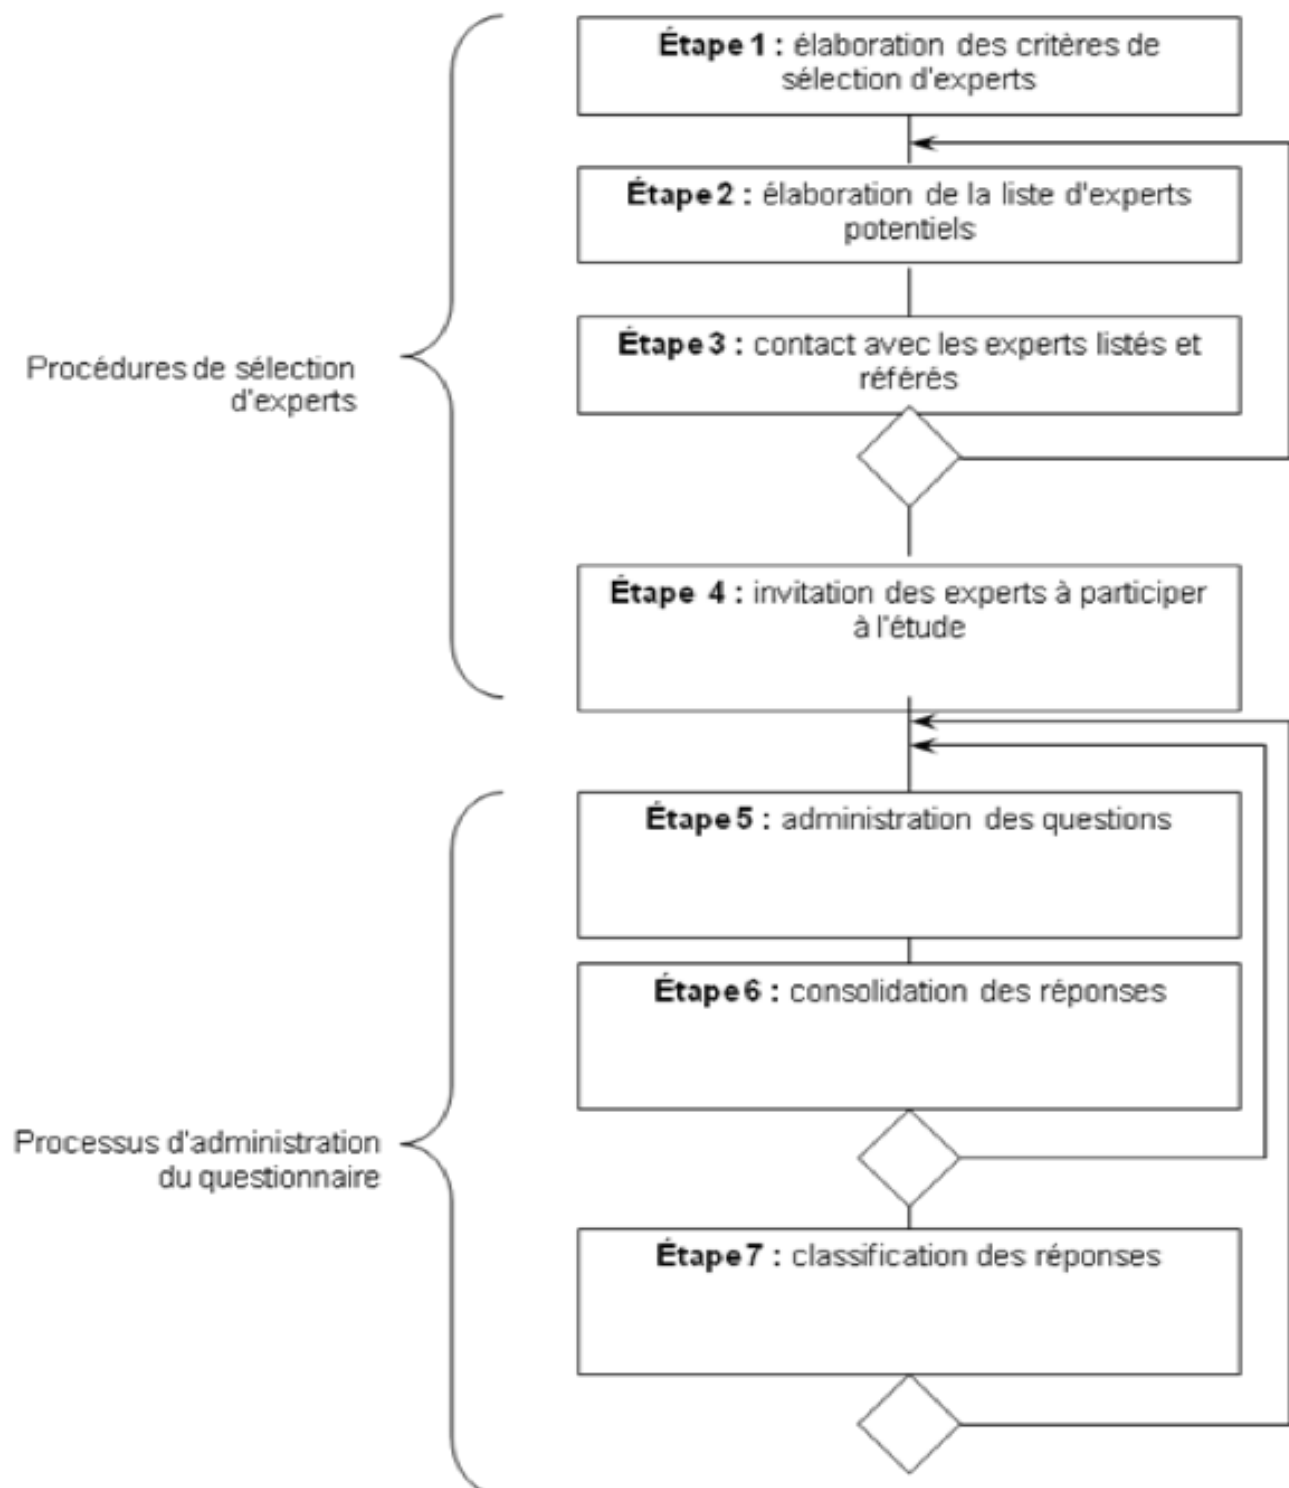 Étape 1 : élaboration des critères de
sélection d'experts
Étape 2 : élaboration de la liste d'experts
potentiels
Étape 3 : contact avec les experts listés et
référés
Procédures de sélection
d'experts
Étape 4 : invitation des experts à participer
à l'étude
Étape 5 : administration des questions
Étape 6 : consolidation des réponses
Processus d'administration
du questionnaire
Étape 7 : classification des réponses